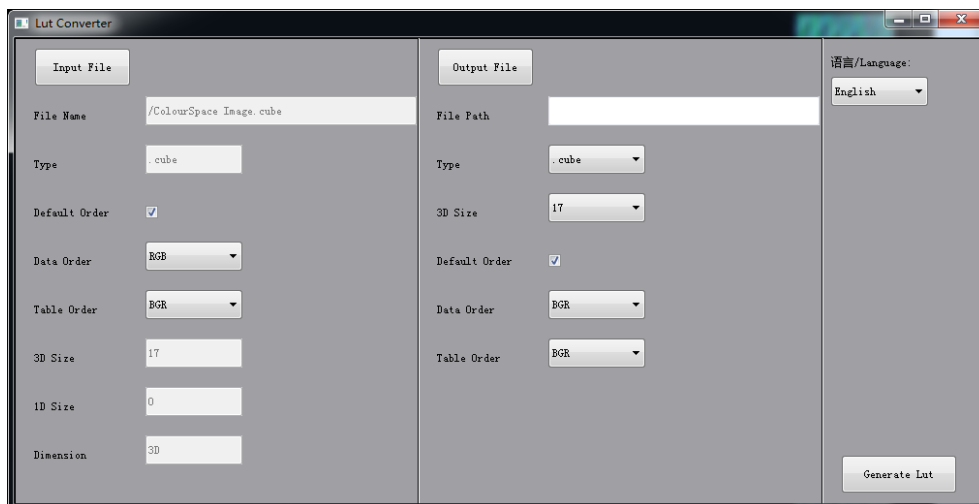 Lut Converter
Input File
File Name
/ColourSpace Image.cube
Type
.cube
Default Order
Data Order
RGB
Table Order
BGR
3D Size
17
1D Size
0
Dimension
3D
Output File
File Path
Type
.cube
3D Size
17
Default Order
Data Order
BGR
Table Order
BGR
语言/Language:
English
Generate Lut